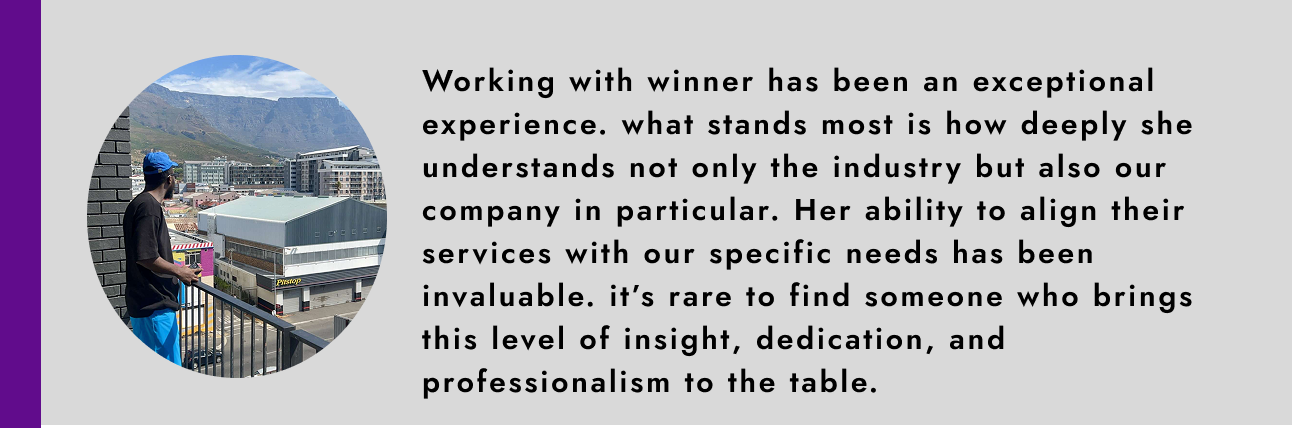 Working with winner has been an exceptional
experience. what stands most is how deeply she
understands not only the industry but also our
company in particular. Her ability to align their
services with our specific needs has been
invaluable. it’s rare to find someone who brings
this level of insight, dedication, and
professionalism to the table.
Pitstop